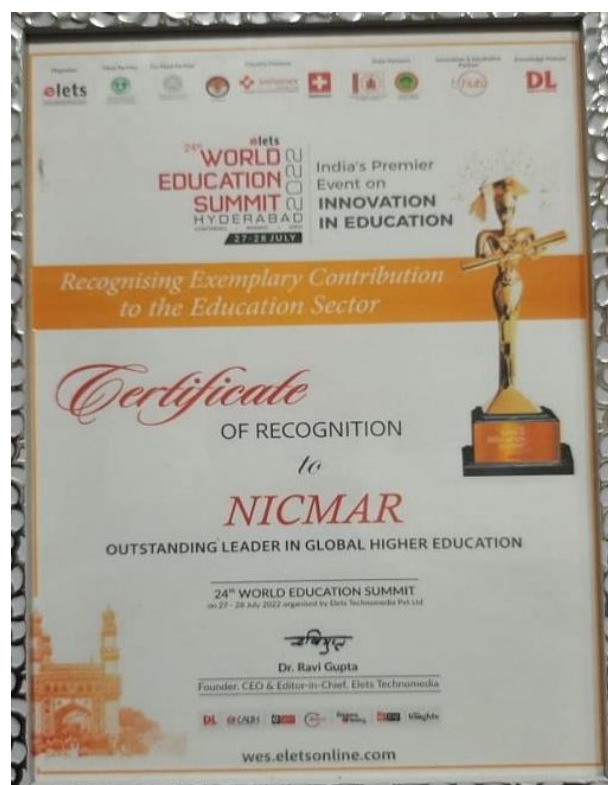 elets
DL
24th
elets
WORLD
EDUCATION
SUMMIT
2022
HYDERABAD
27-28 JULY
India's Premier
Event on
INNOVATION
IN EDUCATION
Recognising Exemplary Contribution
to the Education Sector
Certificate
OF RECOGNITION
to
NICMAR
OUTSTANDING LEADER IN GLOBAL HIGHER EDUCATION
24th WORLD EDUCATION SUMMIT
on 27 - 28 July 2022 organised by Elets Technomedia Pvt Ltd
Dr. Ravi Gupta
Founder, CEO & Editor-in-Chief, Elets Technomedia
DL
wes.eletsonline.com